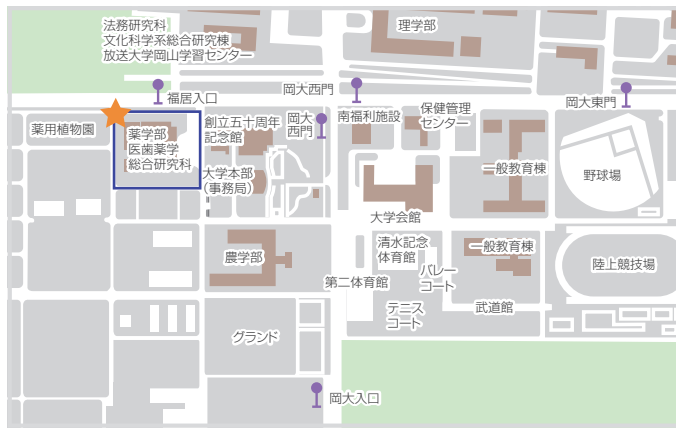 法務研究科
文化科学系総合研究棟
放送大学岡山学習センター
理学部
岡大西門
福居入口
岡大東門
薬用植物園
薬学部
医歯薬学
総合研究科
創立五十周年
記念館
岡大
西門
南福利施設
保健管理
センター
大学本部
（事務局）
一般教育棟
野球場
大学会館
清水記念
体育館
一般教育棟
農学部
バレー
コート
陸上競技場
第二体育館
テニス
コート
武道館
グランド
岡大入口